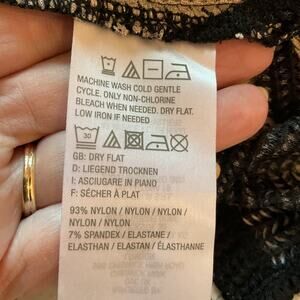 MACHINE WASH COLD GENTLE
CYCLE. ONLY NON-CHLORINE
BLEACH WHEN NEEDED. DRY FLAT.
LOW IRON IF NEEDED
30
GB: DRY FLAT
D: LIEGEND TROCKNEN
I: ASCIUGARE IN PIANO
F: SÉCHER À PLAT
93% NYLON / NYLON / NYLON /
NYLON / NYLON
7% SPANDEX / ELASTANE /
ELASTHAN / ELASTAN / ÉLASTHANNE